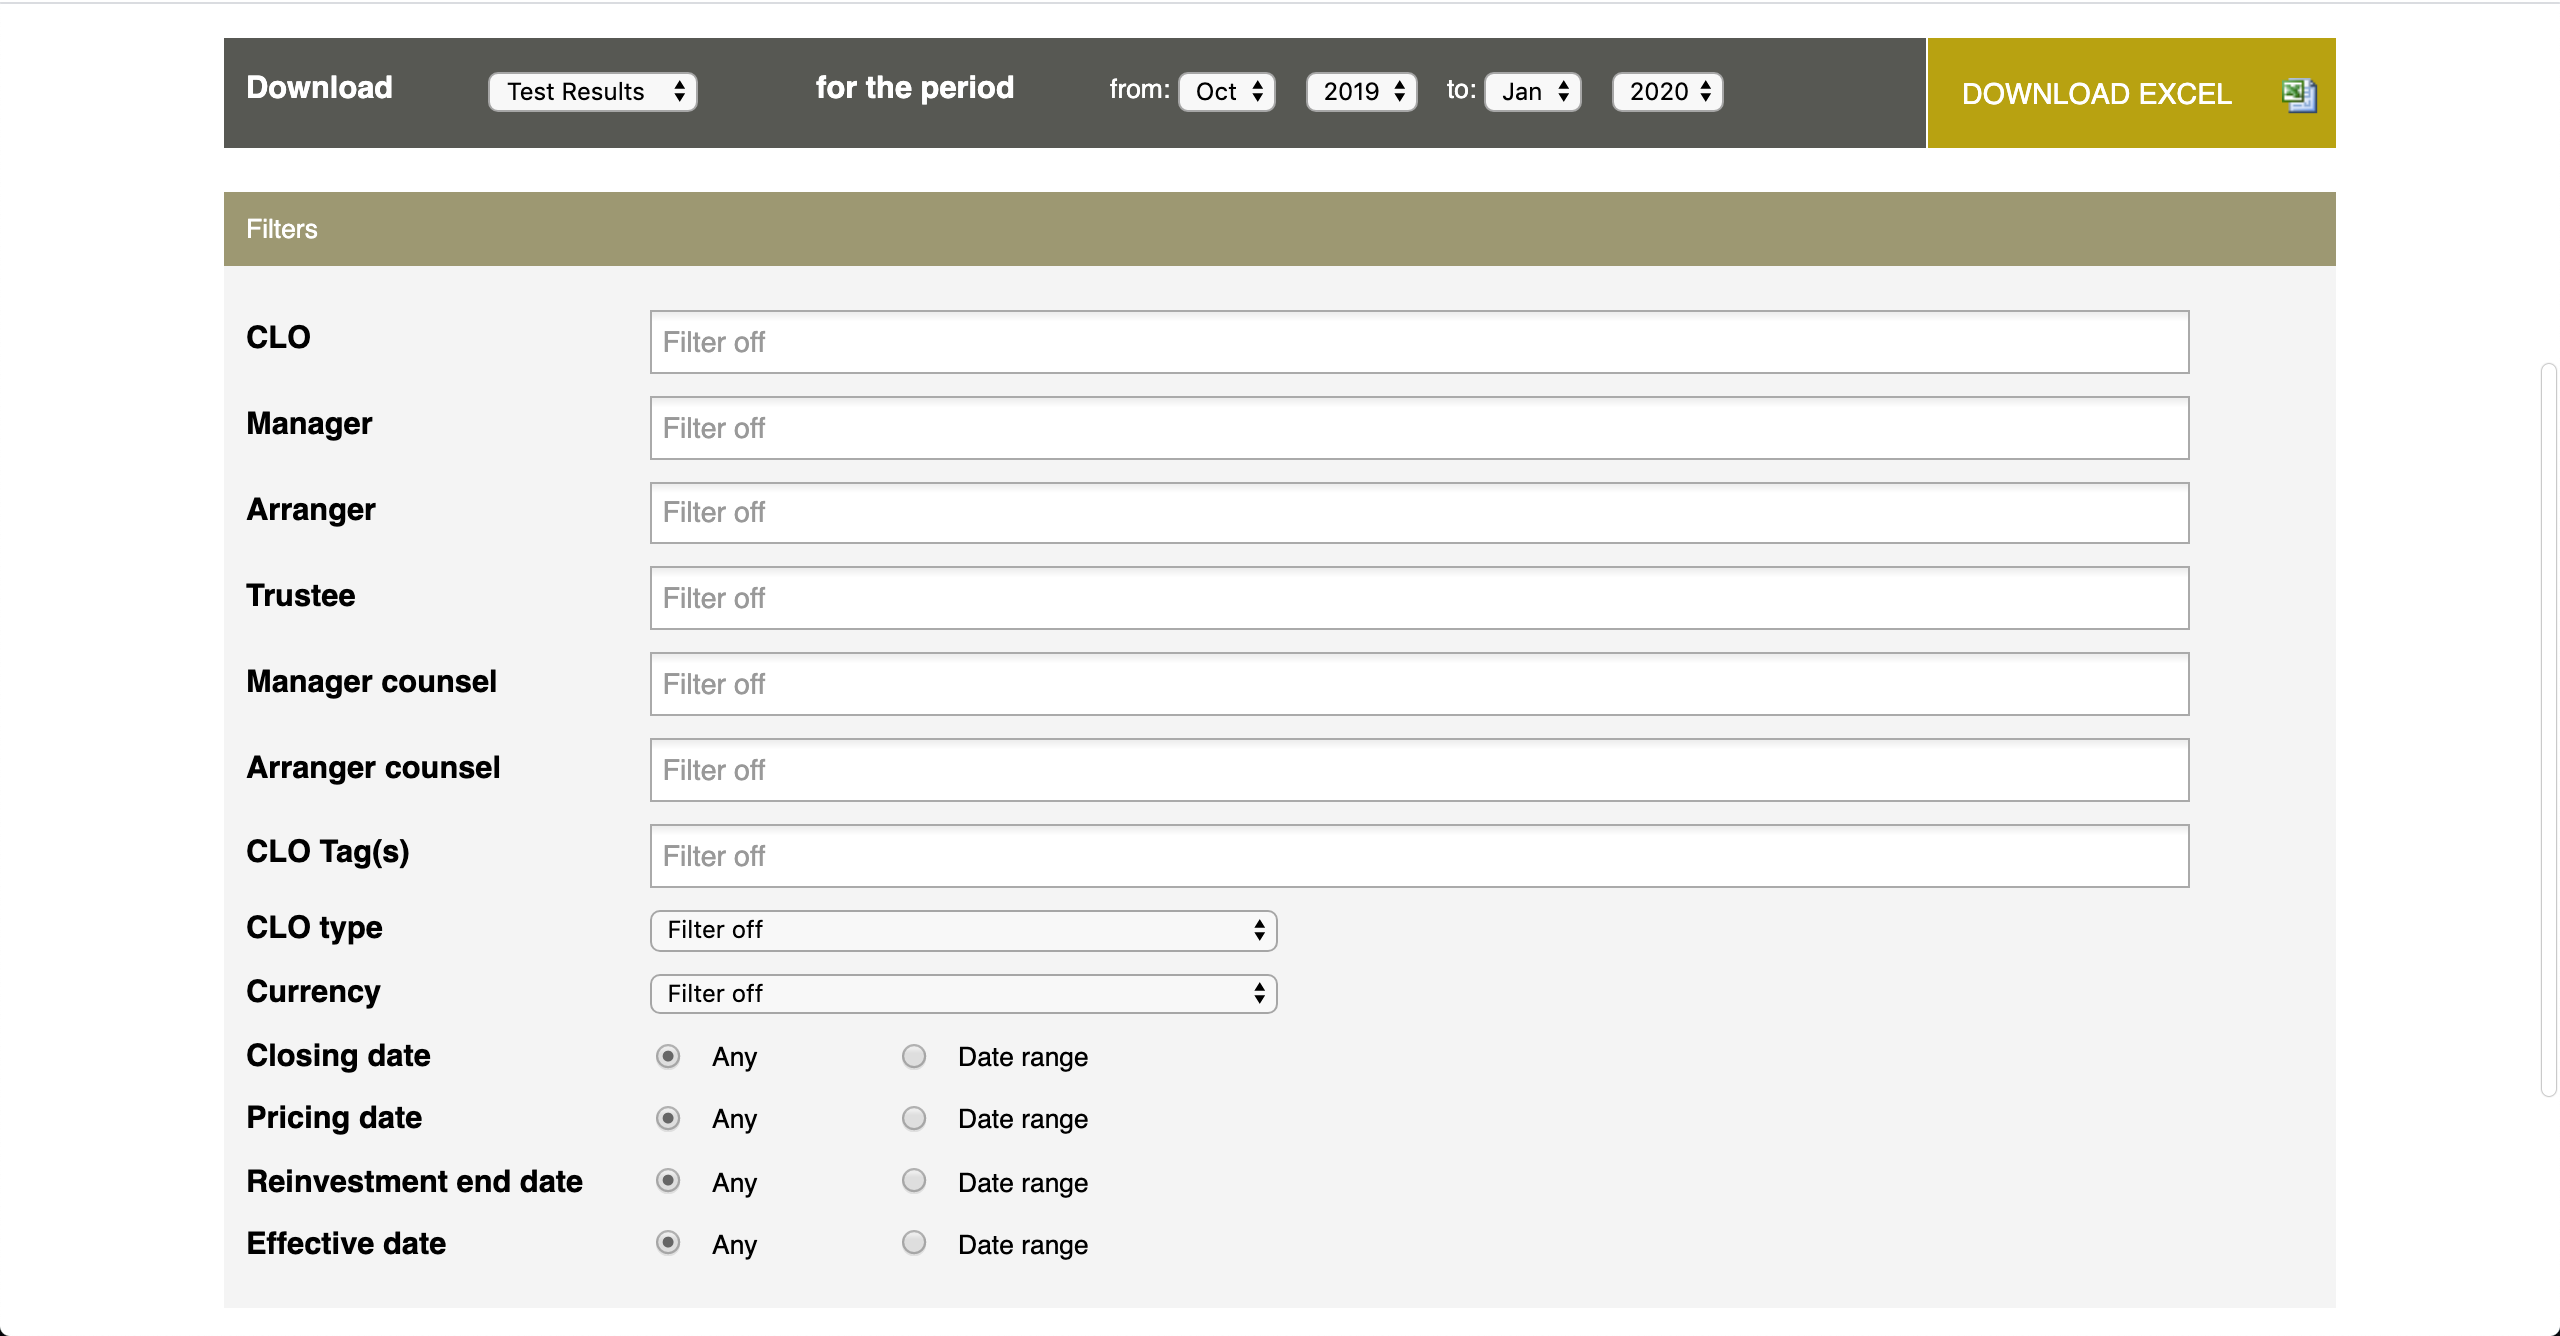 Download Test Results for the period from: Oct 2019 to: Jan 2020 DOWNLOAD EXCEL
Filters
CLO Filter off
Manager Filter off
Arranger Filter off
Trustee Filter off
Manager counsel Filter off
Arranger counsel Filter off
CLO Tag(s) Filter off
CLO type Filter off
Currency Filter off
Closing date Any Date range
Pricing date Any Date range
Reinvestment end date Any Date range
Effective date Any Date range